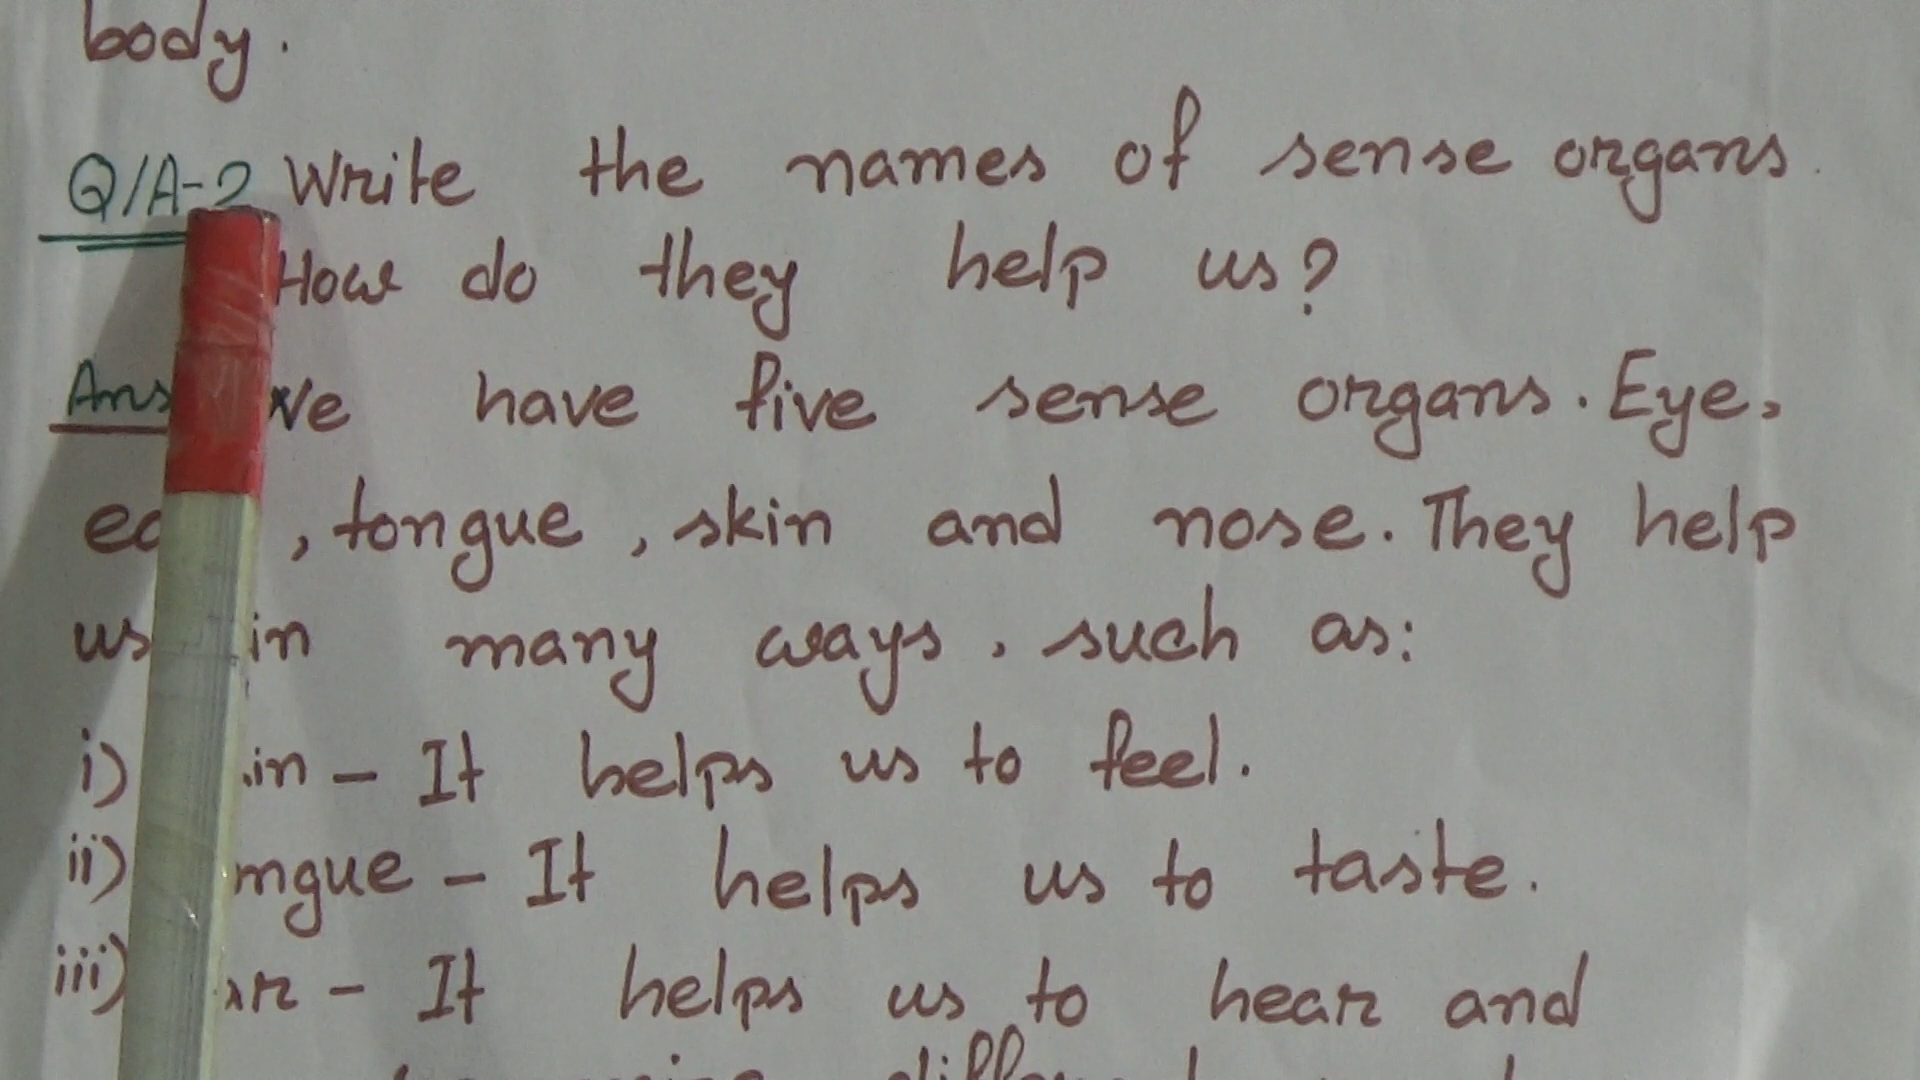 body.
Q/A-2 Write the names of sense organs.
How do they help us?
Ans We have five sense organs. Eye,
, tongue, skin and nose. They help
us in many ways, such as:
i) - It helps us to feel.
ii) - It helps us to taste.
iii) - It helps us to hear and